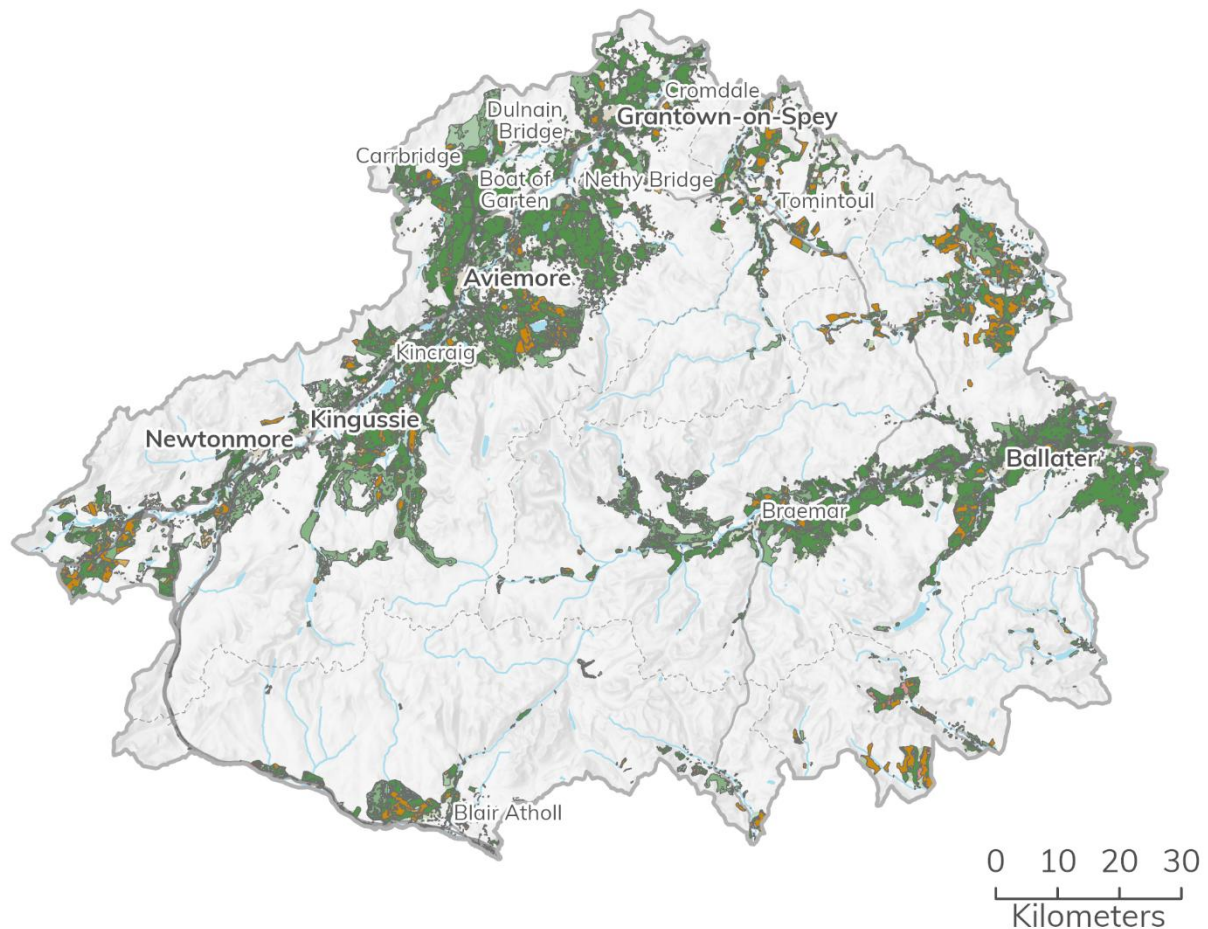 Cromdale
Grantown-on-Spey
Dulnain
Bridge
Carrbridge
Boat of
Garten
Nethy Bridge
Tomintoul
Aviemore
Kincraig
Kingussie
Newtonmore
Ballater
Braemar
Blair Atholl
0 10 20 30
Kilometers